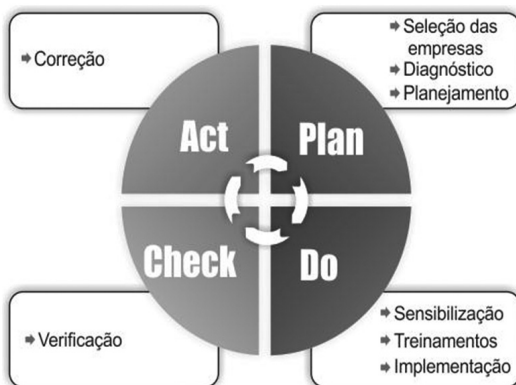 Correção
Seleção das
empresas
Diagnóstico
Planejamento
Act
Plan
Check
Do
Verificação
Sensibilização
Treinamentos
Implementação